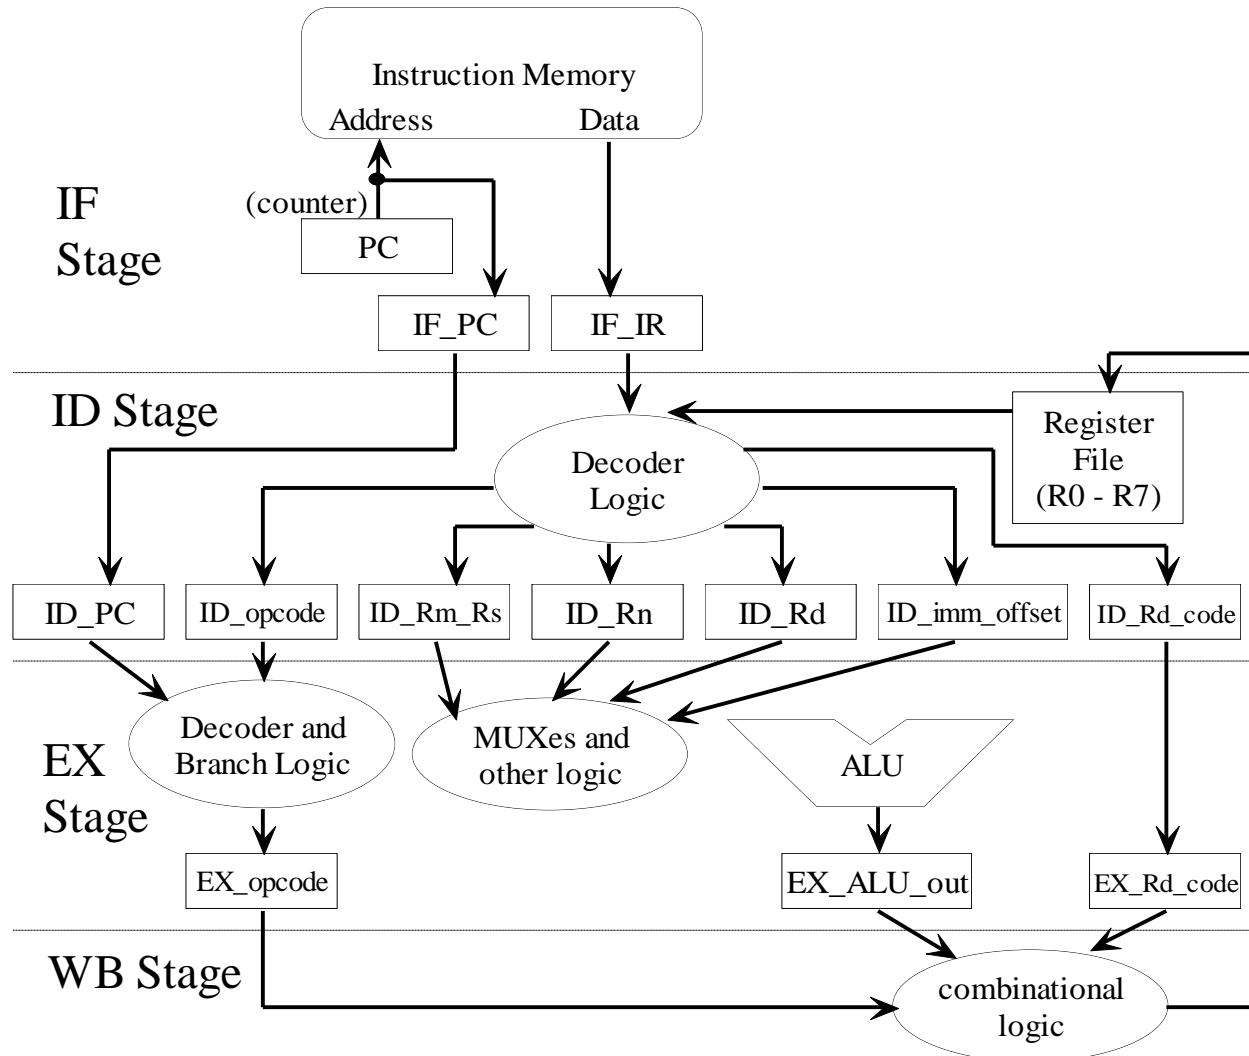 Instruction Memory
Address Data
IF
Stage
(counter)
PC
IF_PC
IF_IR
ID Stage
Register
File
(R0 - R7)
Decoder
Logic
ID_PC
ID_opcode
ID_Rm_Rs
ID_Rn
ID_Rd
ID_imm_offset
ID_Rd_code
EX
Stage
Decoder and
Branch Logic
MUXes and
other logic
ALU
EX_opcode
EX_ALU_out
EX_Rd_code
WB Stage
combinational
logic